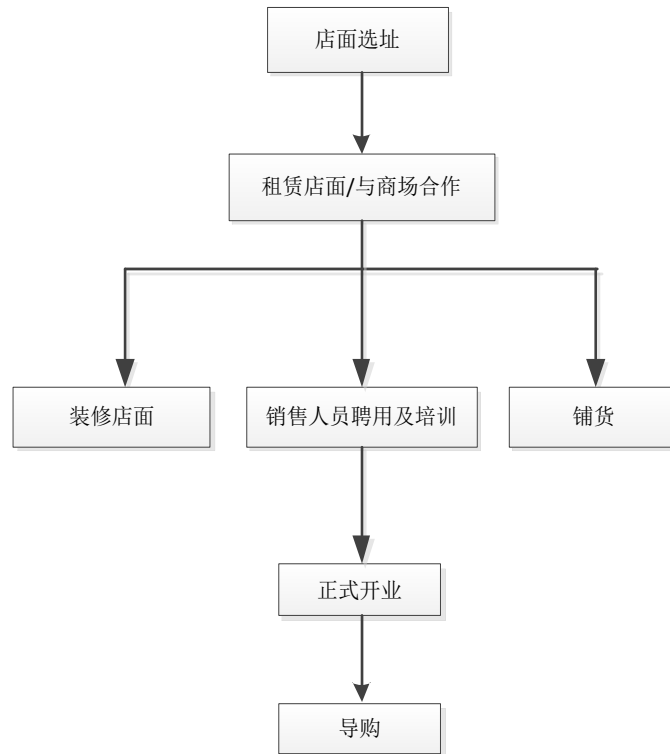 店面选址
租赁店面/与商场合作
装修店面
销售人员聘用及培训
铺货
正式开业
导购